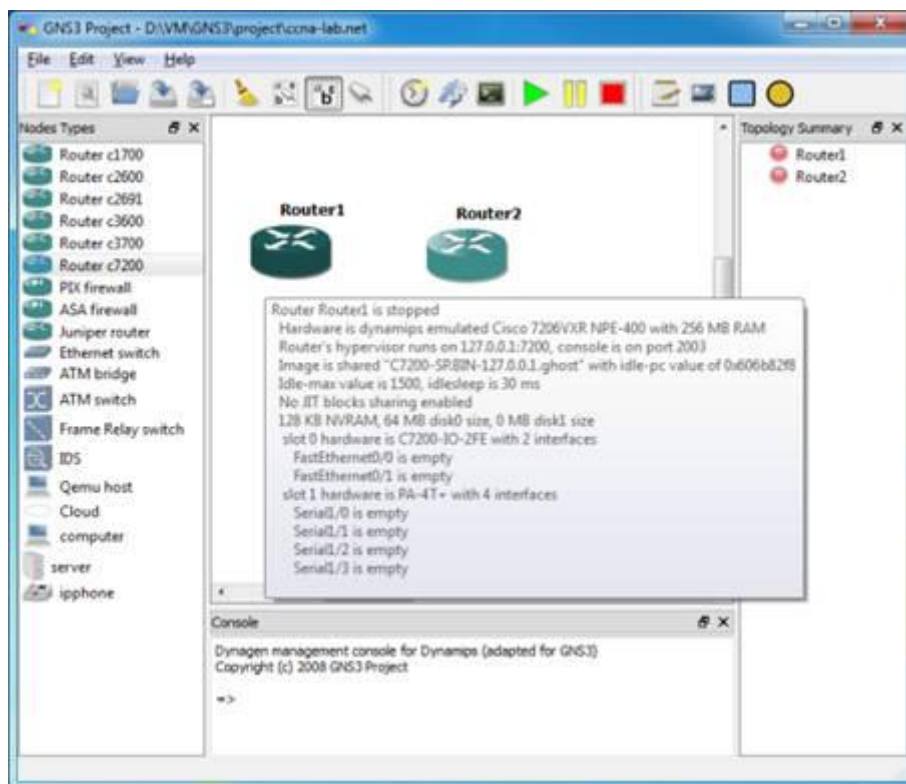 GNS3 Project - D:\VM\GNS3\project\ccna-lab.net
File Edit View Help
Nodes Types
Router c1700
Router c2600
Router c2691
Router c3600
Router c3700
Router c7200
PIX firewall
ASA firewall
Juniper router
Ethernet switch
ATM bridge
ATM switch
Frame Relay switch
IDS
Qemu host
Cloud
computer
server
ipphone
Router1
Router2
Router Router1 is stopped
Hardware is dynamips emulated Cisco 7206VXR NPE-400 with 256 MB RAM
Router's hypervisor runs on 127.0.0.1:7200, console is on port 2003
Image is shared "C7200-SP.BIN-127.0.0.1.ghost" with idle-pc value of 0x606b82f8
Idle-max value is 1500, idlesleep is 30 ms
No JIT blocks sharing enabled
128 KB NVRAM, 64 MB disk0 size, 0 MB disk1 size
slot 0 hardware is C7200-IO-2FE with 2 interfaces
FastEthernet0/0 is empty
FastEthernet0/1 is empty
slot 1 hardware is PA-4T+ with 4 interfaces
Serial1/0 is empty
Serial1/1 is empty
Serial1/2 is empty
Serial1/3 is empty
Topology Summary
Router1
Router2
Console
Dynagen management console for Dynamips (adapted for GNS3)
Copyright (c) 2008 GNS3 Project
=>